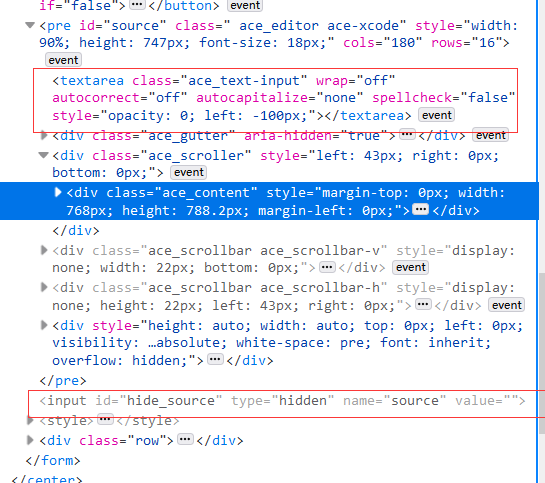 if="false">⋯</button> event
<pre id="source" class=" ace_editor ace-xcode" style="width:
90%; height: 747px; font-size: 18px;" cols="180" rows="16">
event
<textarea class="ace_text-input" wrap="off"
autocorrect="off" autocapitalize="none" spellcheck="false"
style="opacity: 0; left: -100px;"></textarea> event
<div class="ace_gutter" aria-hidden="true">⋯</div> event
<div class="ace_scroller" style="left: 43px; right: 0px;
bottom: 0px;"> event
<div class="ace_content" style="margin-top: 0px; width:
768px; height: 788.2px; margin-left: 0px;">⋯</div>
</div>
<div class="ace_scrollbar ace_scrollbar-v" style="display:
none; width: 22px; bottom: 0px;">⋯</div> event
<div class="ace_scrollbar ace_scrollbar-h" style="display:
none; height: 22px; left: 43px; right: 0px;">⋯</div>
event
<div style="height: auto; width: auto; top: 0px; left: 0px;
visibility: …absolute; white-space: pre; font: inherit;
overflow: hidden;">⋯</div>
</pre>
<input id="hide_source" type="hidden" name="source" value="">
<style>⋯</style>
<div class="row">⋯</div>
</form>
</center>